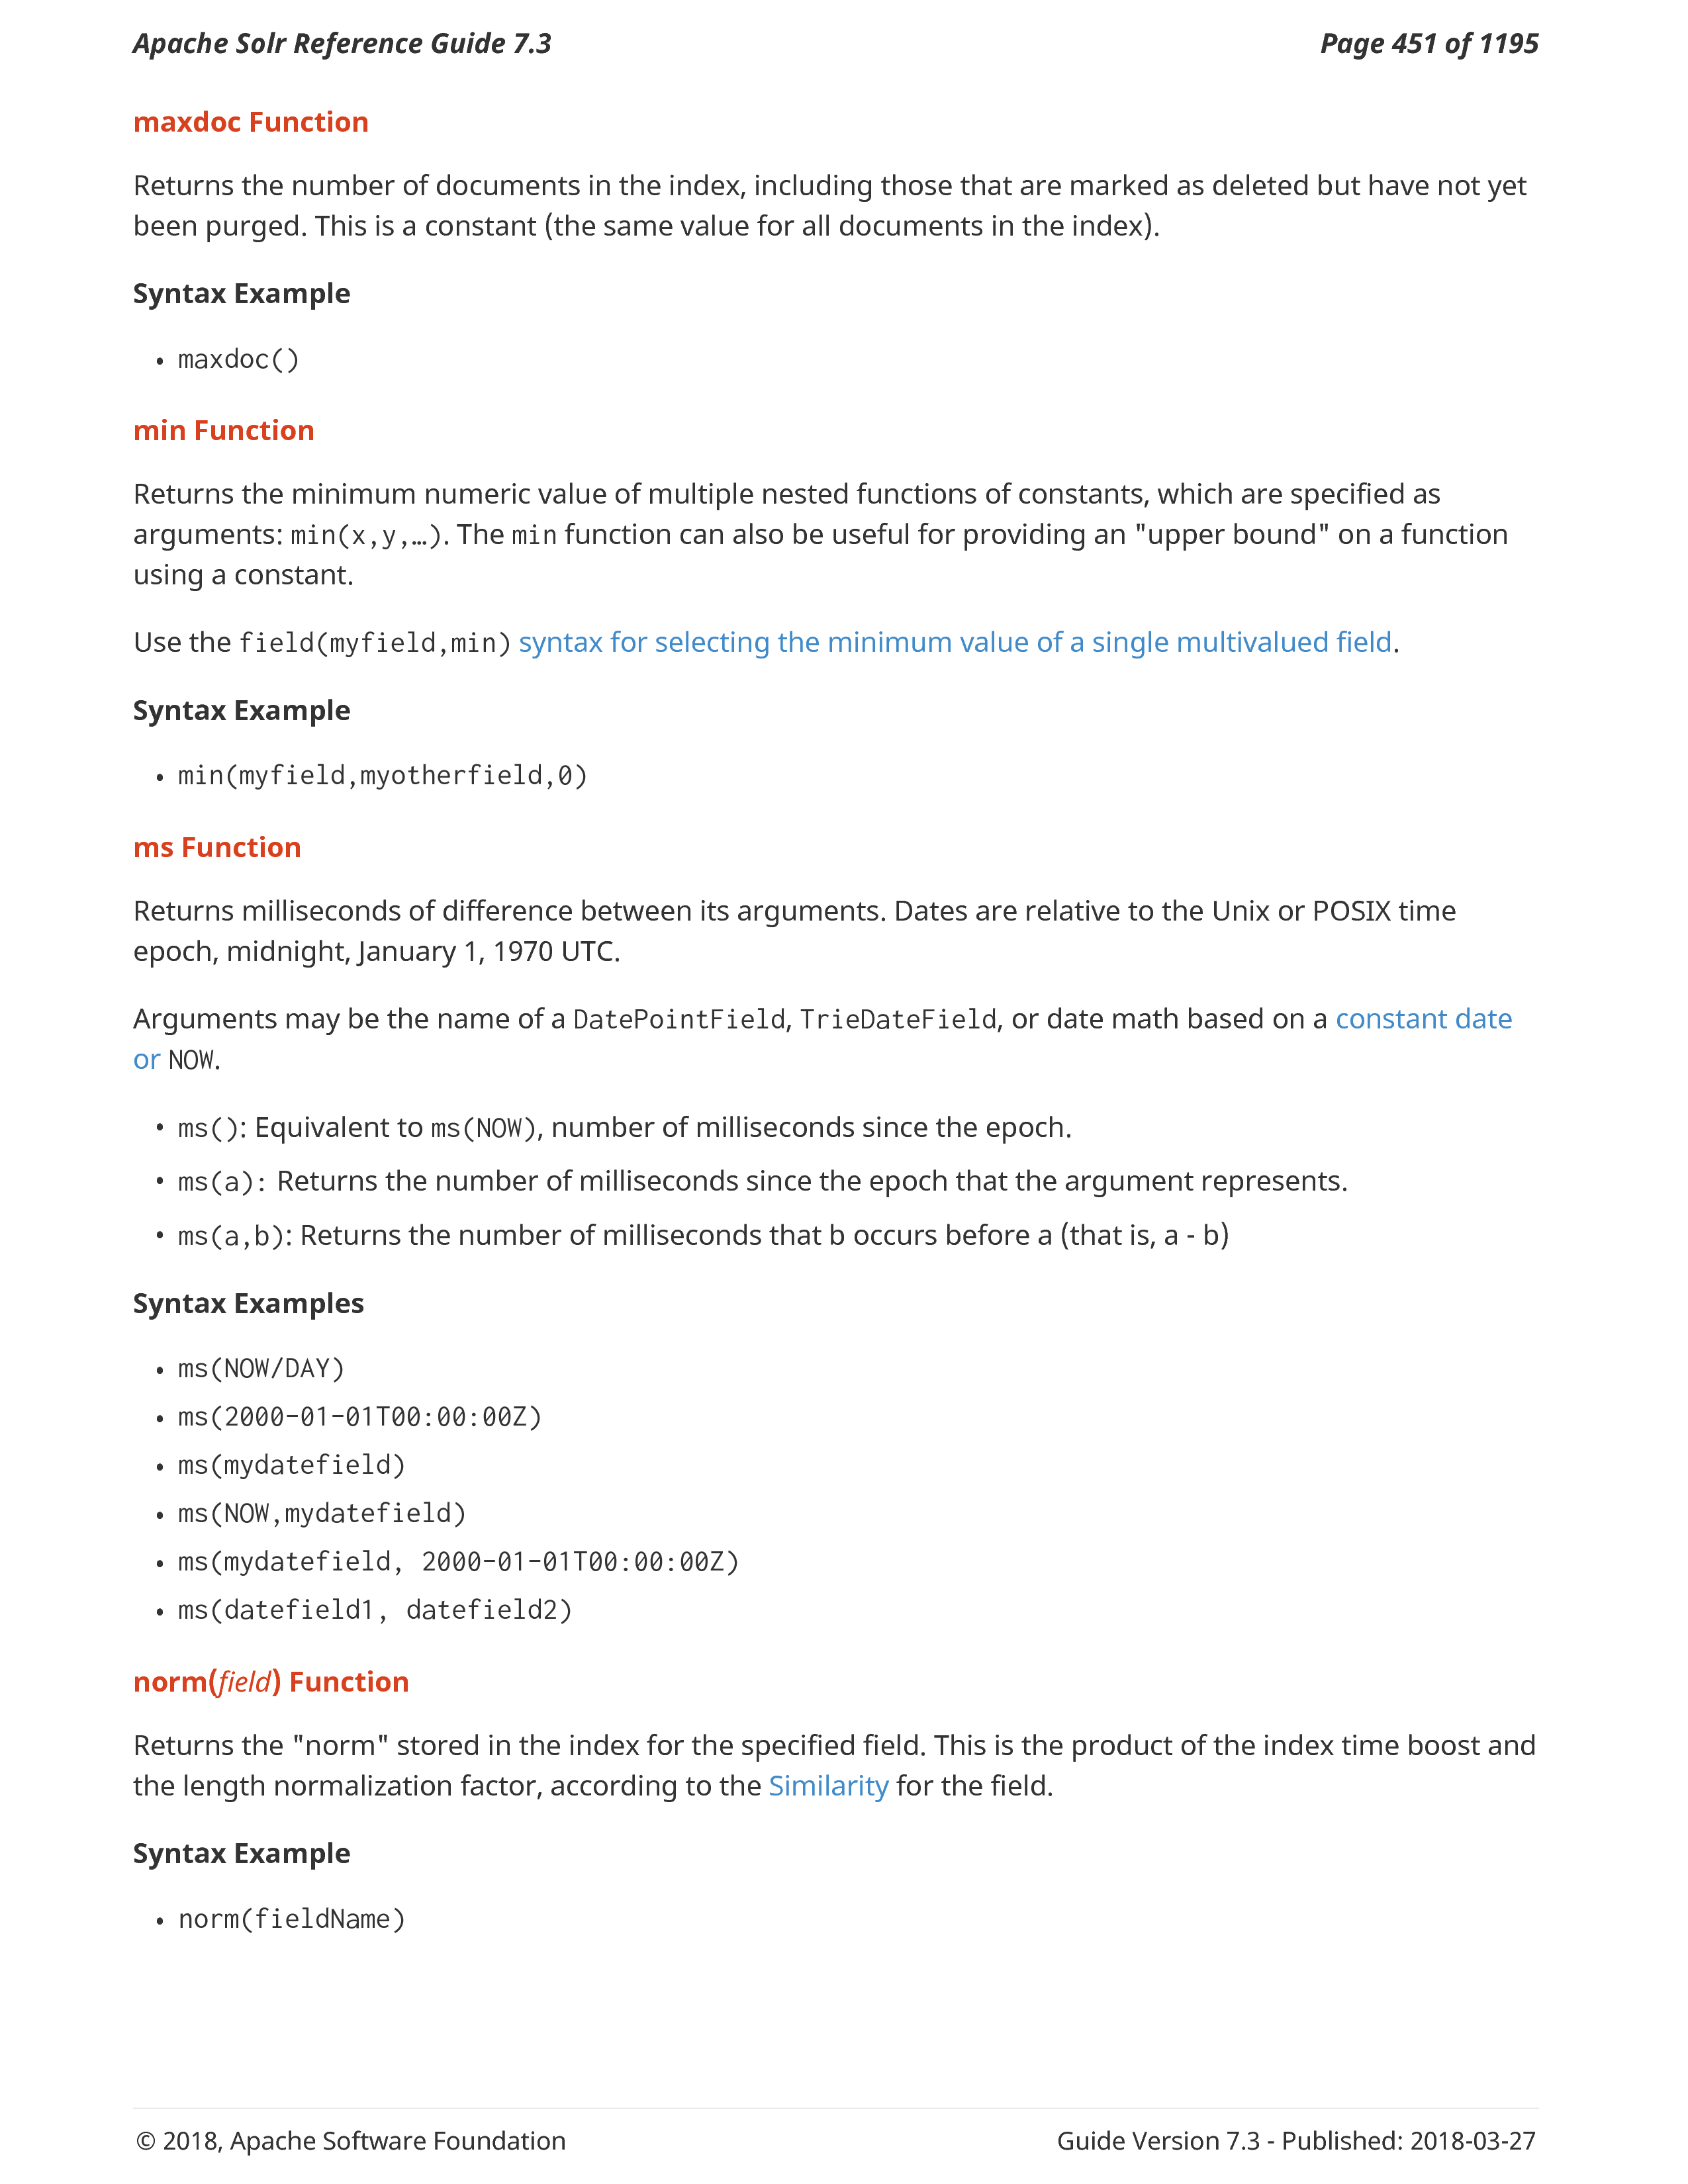 Apache Solr Reference Guide 7.3 Page 451 of 1195
maxdoc Function
Returns the number of documents in the index, including those that are marked as deleted but have not yet
been purged. This is a constant (the same value for all documents in the index).
Syntax Example
• maxdoc()
min Function
Returns the minimum numeric value of multiple nested functions of constants, which are specified as
arguments: min(x,y,…). The min function can also be useful for providing an "upper bound" on a function
using a constant.
Use the field(myfield,min) syntax for selecting the minimum value of a single multivalued field.
Syntax Example
• min(myfield,myotherfield,0)
ms Function
Returns milliseconds of difference between its arguments. Dates are relative to the Unix or POSIX time
epoch, midnight, January 1, 1970 UTC.
Arguments may be the name of a DatePointField, TrieDateField, or date math based on a constant date
or NOW.
• ms(): Equivalent to ms(NOW), number of milliseconds since the epoch.
• ms(a): Returns the number of milliseconds since the epoch that the argument represents.
• ms(a,b): Returns the number of milliseconds that b occurs before a (that is, a - b)
Syntax Examples
• ms(NOW/DAY)
• ms(2000-01-01T00:00:00Z)
• ms(mydatefield)
• ms(NOW,mydatefield)
• ms(mydatefield, 2000-01-01T00:00:00Z)
• ms(datefield1, datefield2)
norm(field) Function
Returns the "norm" stored in the index for the specified field. This is the product of the index time boost and
the length normalization factor, according to the Similarity for the field.
Syntax Example
• norm(fieldName)
© 2018, Apache Software Foundation Guide Version 7.3 - Published: 2018-03-27